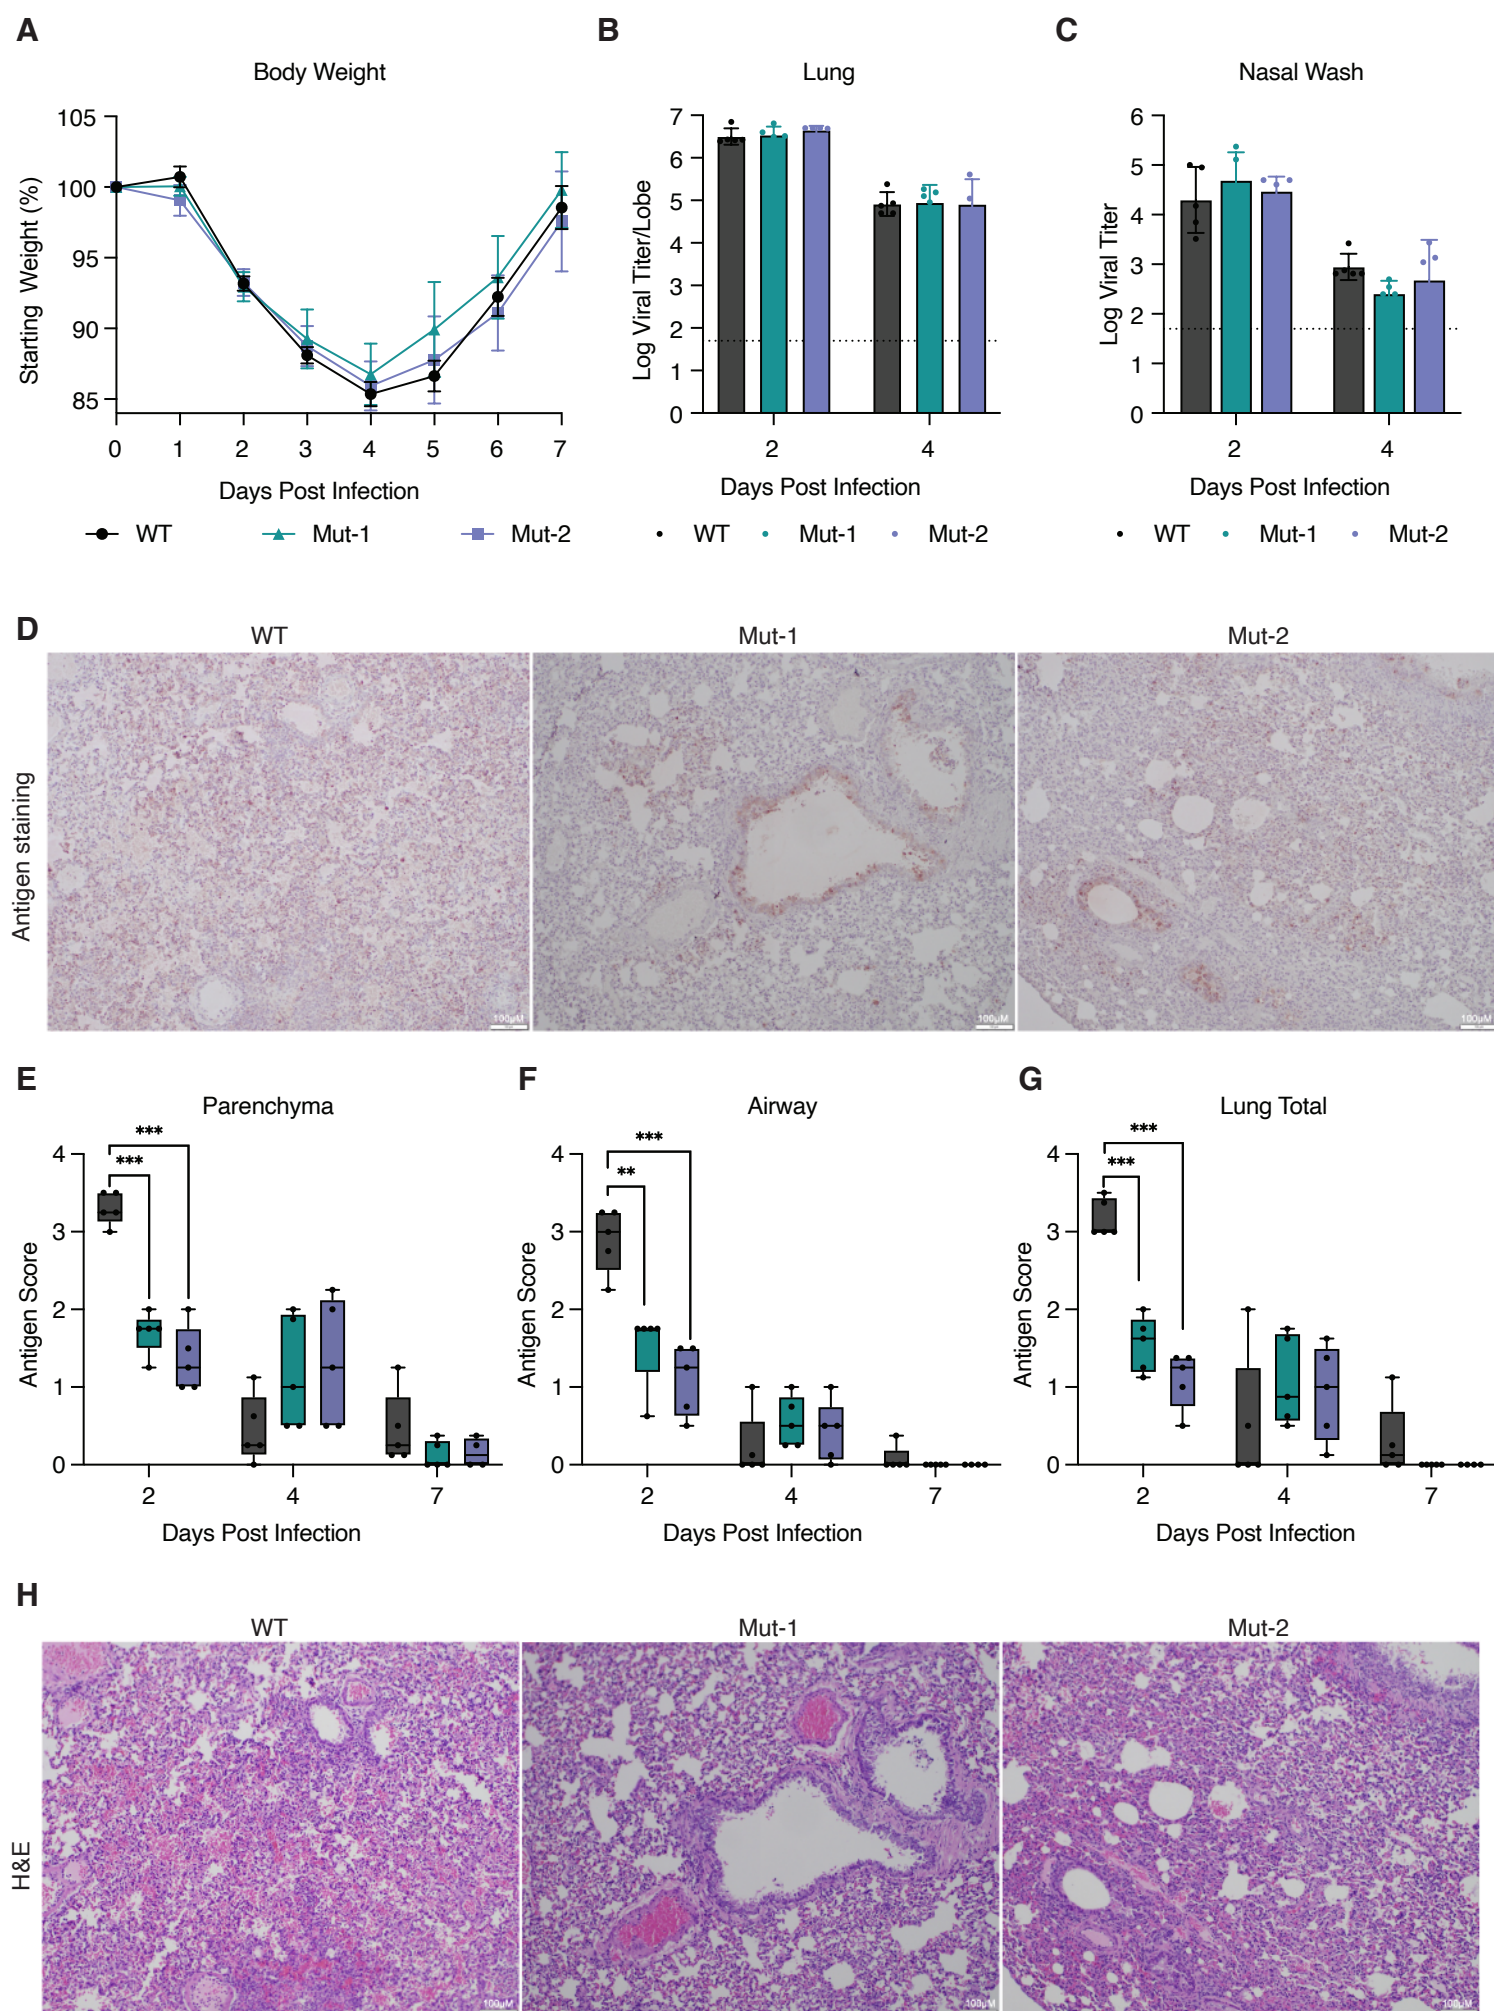 A
B
C
Body Weight
Lung
Nasal Wash
Starting Weight (%)
105
100
95
90
85
0 1 2 3 4 5 6 7
Days Post Infection
WT Mut-1 Mut-2
Log Viral Titer/Lobe
7
6
5
4
3
2
1
0
2 4
Days Post Infection
WT Mut-1 Mut-2
Log Viral Titer
6
5
4
3
2
1
0
2 4
Days Post Infection
WT Mut-1 Mut-2
D
WT Mut-1 Mut-2
Antigen staining
100µM 100µM 100µM
E
F
G
Parenchyma
Airway
Lung Total
Antigen Score
4
3
2
1
0
***
***
2 4 7
Days Post Infection
Antigen Score
4
3
2
1
0
***
**
2 4 7
Days Post Infection
Antigen Score
4
3
2
1
0
***
***
2 4 7
Days Post Infection
H
WT Mut-1 Mut-2
H&E
100µM 100µM 100µM